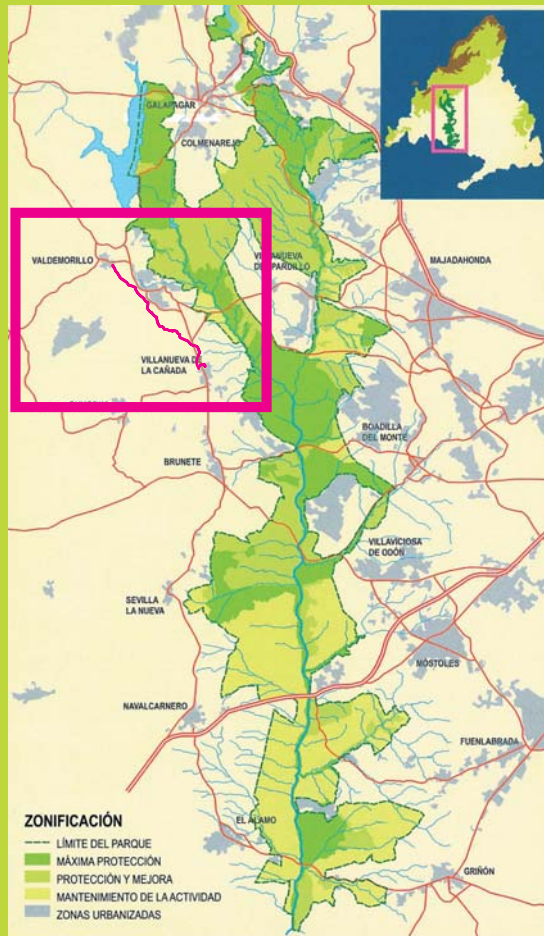 GALAPAGAR
COLMENAREJO
VALDEMORILLO
VILLANUEVA
DEL PARDILLO
MAJADAHONDA
VILLANUEVA DE
LA CAÑADA
BOADILLA
DEL MONTE
BRUNETE
VILLAVICIOSA
DE ODÓN
SEVILLA
LA NUEVA
MÓSTOLES
NAVALCARNERO
FUENLABRADA
EL ÁLAMO
GRIÑÓN
ZONIFICACIÓN
LÍMITE DEL PARQUE
MÁXIMA PROTECCIÓN
PROTECCIÓN Y MEJORA
MANTENIMIENTO DE LA ACTIVIDAD
ZONAS URBANIZADAS